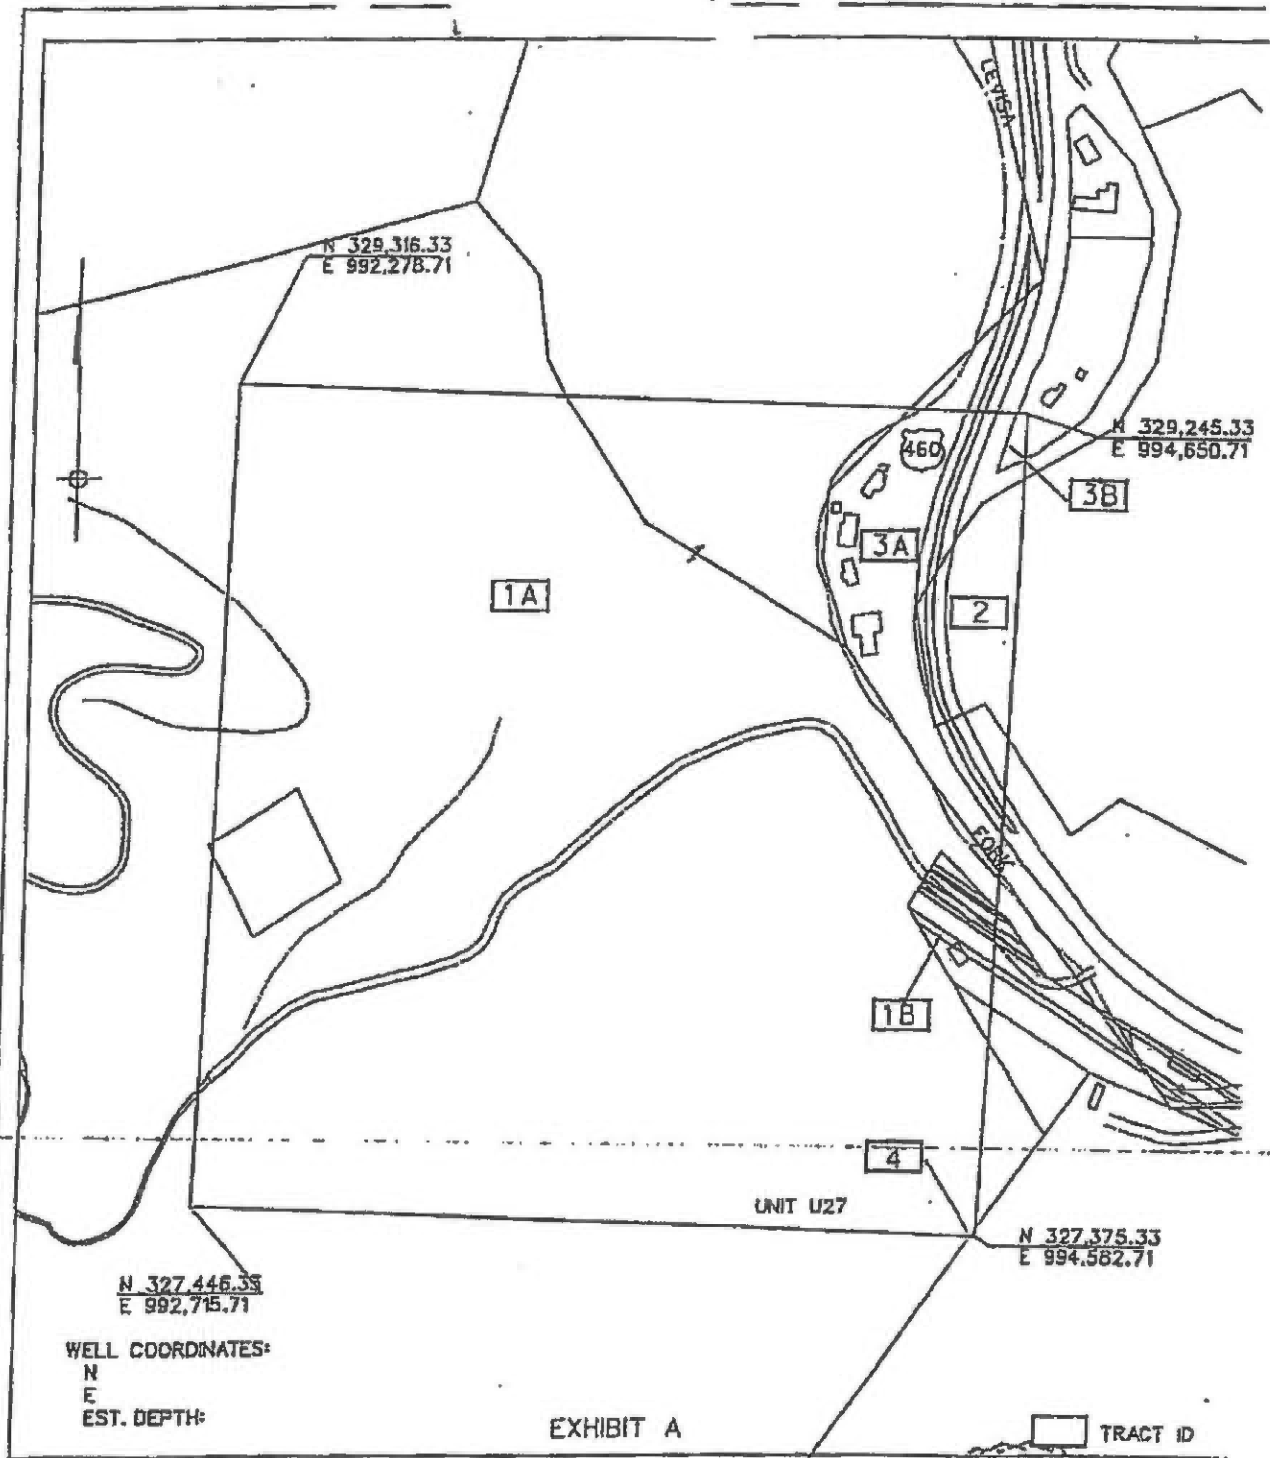 LEVISA
N 329,316.33
E 992,278.71
N 329,245.33
E 994,650.71
460
3B
3A
1A
2
FORK
1B
4
UNIT U27
N 327,375.33
E 994,562.71
N 327,446.33
E 992,715.71
WELL COORDINATES:
N
E
EST. DEPTH:
EXHIBIT A
TRACT ID